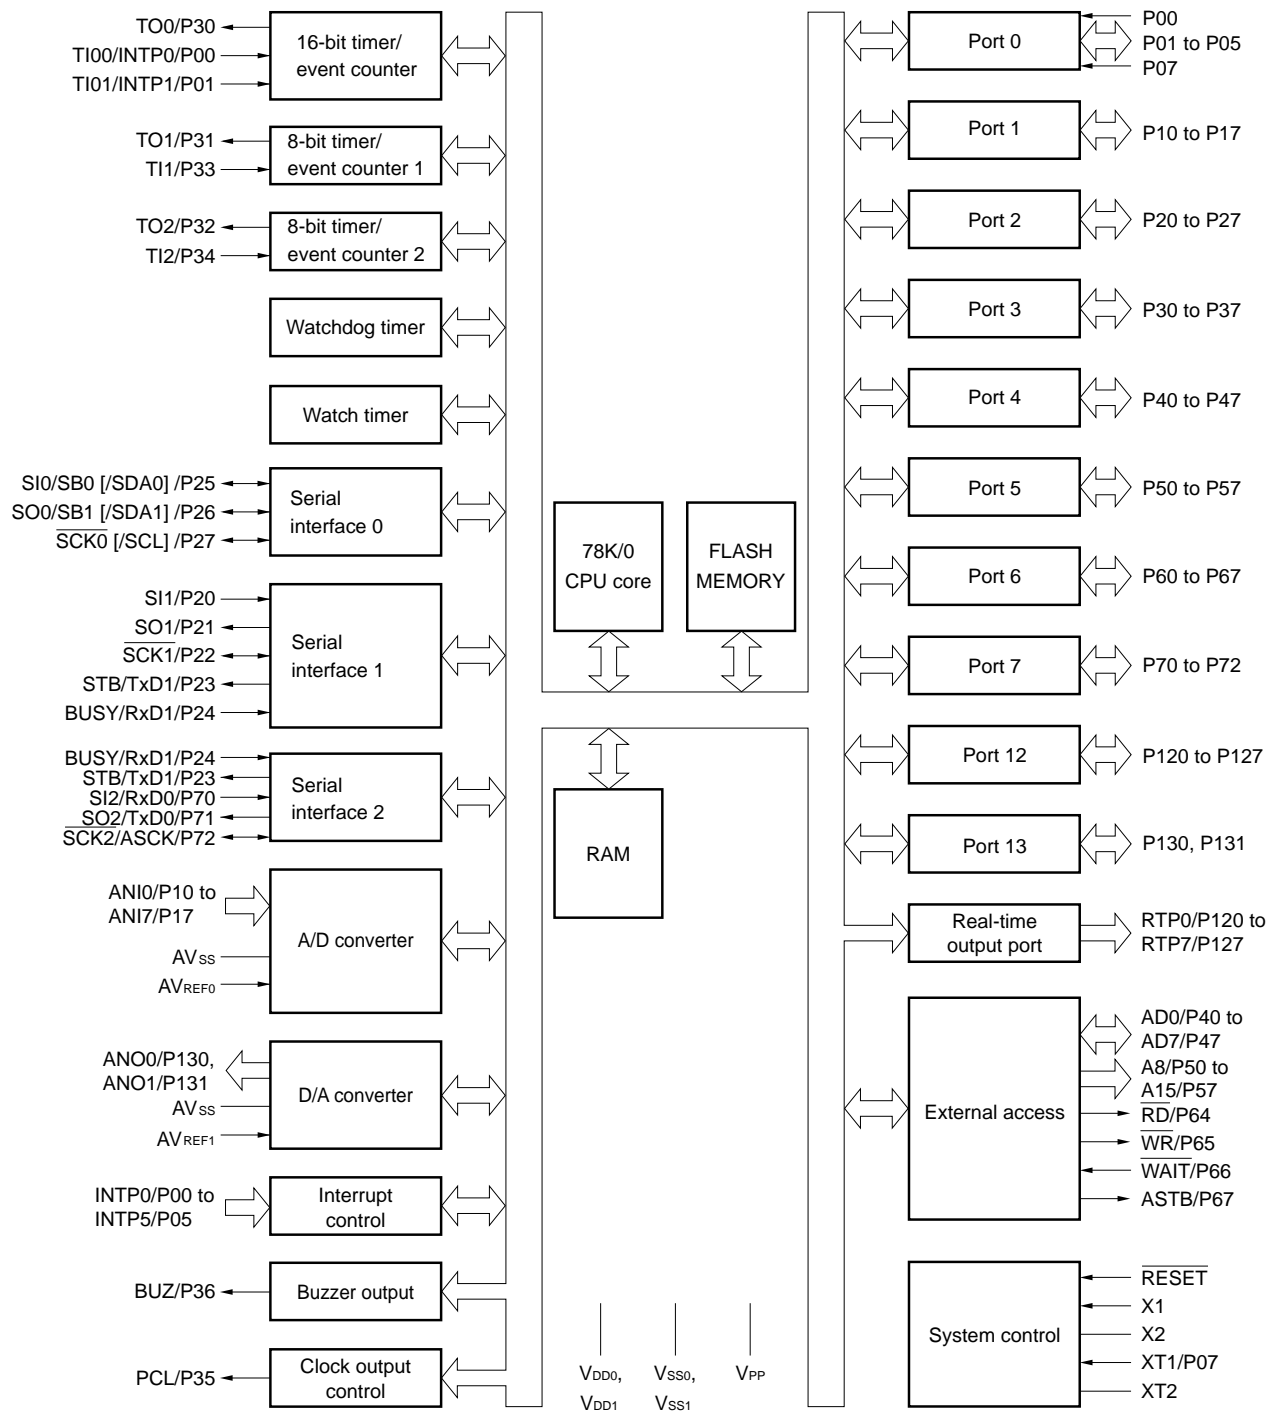 TO0/P30
TI00/INTP0/P00
TI01/INTP1/P01
16-bit timer/
event counter
TO1/P31
TI1/P33
8-bit timer/
event counter 1
TO2/P32
TI2/P34
8-bit timer/
event counter 2
Watchdog timer
Watch timer
SI0/SB0 [/SDA0] /P25
SO0/SB1 [/SDA1] /P26
SCK0 [/SCL] /P27
Serial
interface 0
SI1/P20
SO1/P21
SCK1/P22
STB/TxD1/P23
BUSY/RxD1/P24
Serial
interface 1
BUSY/RxD1/P24
STB/TxD1/P23
SI2/RxD0/P70
SO2/TxD0/P71
SCK2/ASCK/P72
Serial
interface 2
ANI0/P10 to
ANI7/P17
AVSS
AVREF0
A/D converter
ANO0/P130,
ANO1/P131
AVSS
AVREF1
D/A converter
INTP0/P00 to
INTP5/P05
Interrupt
control
BUZ/P36
Buzzer output
PCL/P35
Clock output
control
78K/0
CPU core
FLASH
MEMORY
RAM
VDD0,
VDD1
VSS0,
VSS1
VPP
Port 0
P00
P01 to P05
P07
Port 1
P10 to P17
Port 2
P20 to P27
Port 3
P30 to P37
Port 4
P40 to P47
Port 5
P50 to P57
Port 6
P60 to P67
Port 7
P70 to P72
Port 12
P120 to P127
Port 13
P130, P131
Real-time
output port
RTP0/P120 to
RTP7/P127
External access
AD0/P40 to
AD7/P47
A8/P50 to
A15/P57
RD/P64
WR/P65
WAIT/P66
ASTB/P67
System control
RESET
X1
X2
XT1/P07
XT2